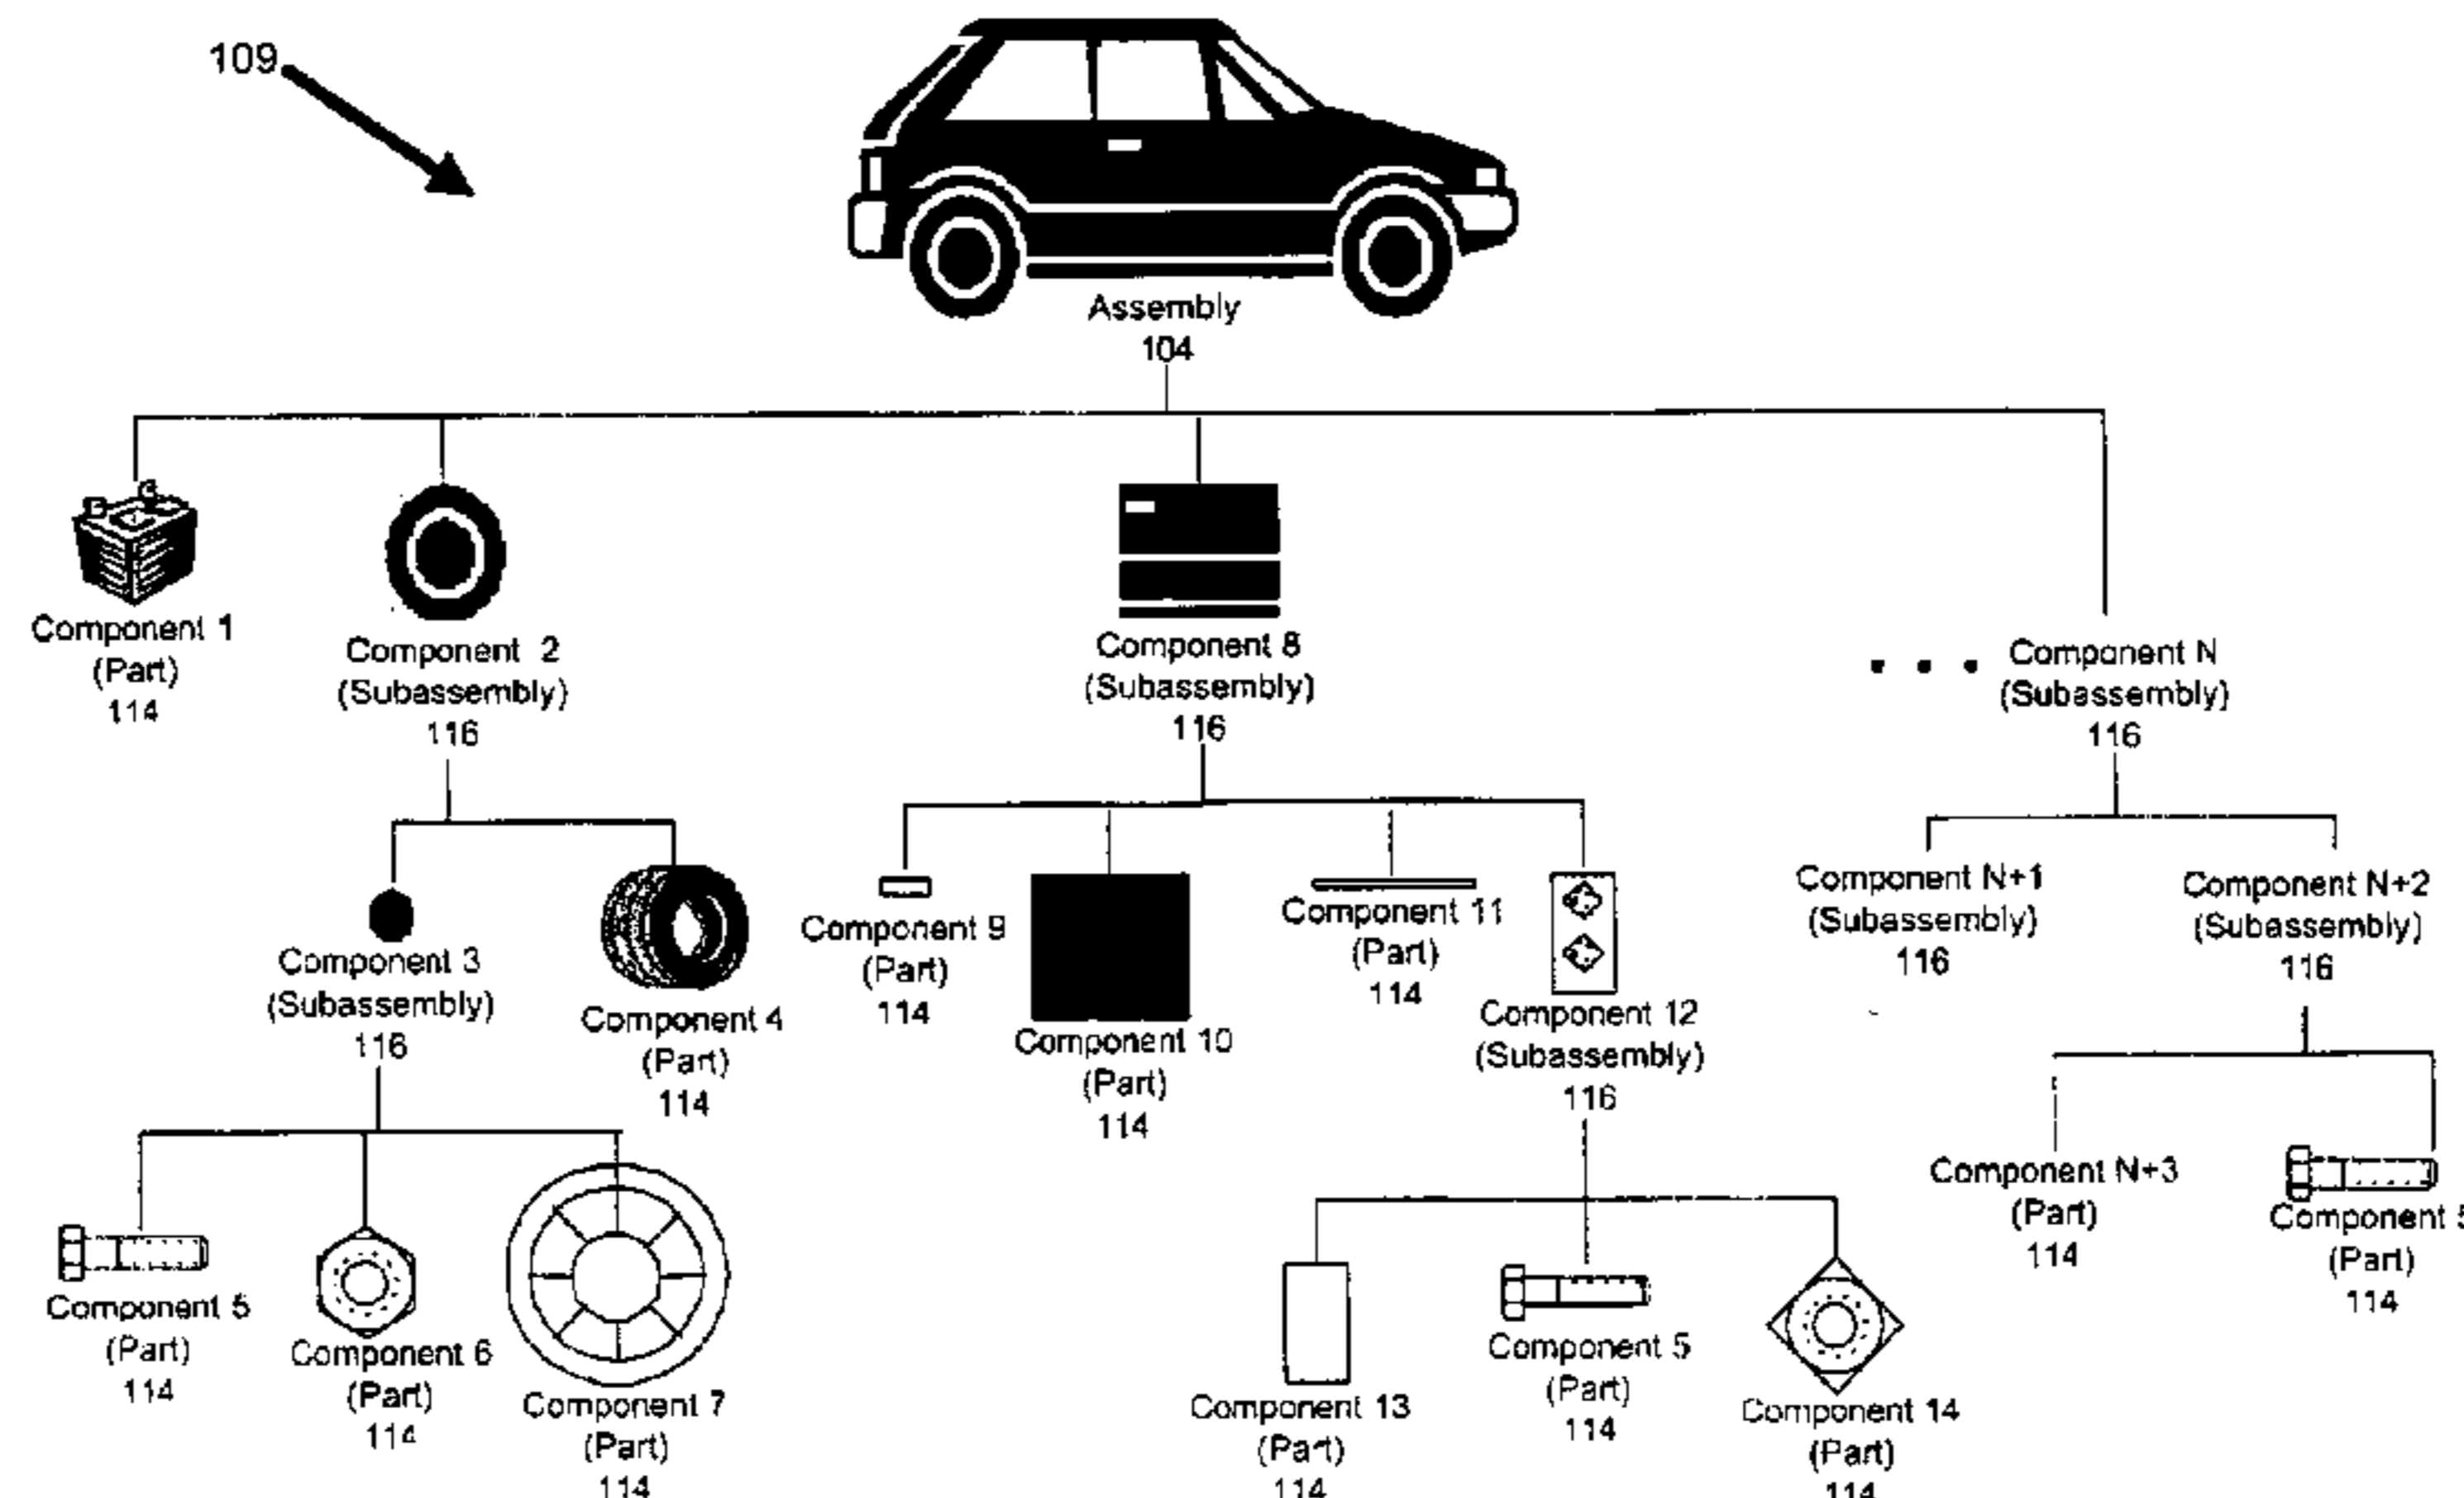 109
Assembly
104
Component 1
(Part)
114
Component 2
(Subassembly)
116
Component 8
(Subassembly)
116
• • •
Component N
(Subassembly)
116
Component 3
(Subassembly)
116
Component 4
(Part)
114
Component 9
(Part)
114
Component 10
(Part)
114
Component 11
(Part)
114
Component 12
(Subassembly)
116
Component N+1
(Subassembly)
116
Component N+2
(Subassembly)
116
Component 5
(Part)
114
Component 6
(Part)
114
Component 7
(Part)
114
Component 13
(Part)
114
Component 5
(Part)
114
Component 14
(Part)
114
Component N+3
(Part)
114
Component 5
(Part)
114